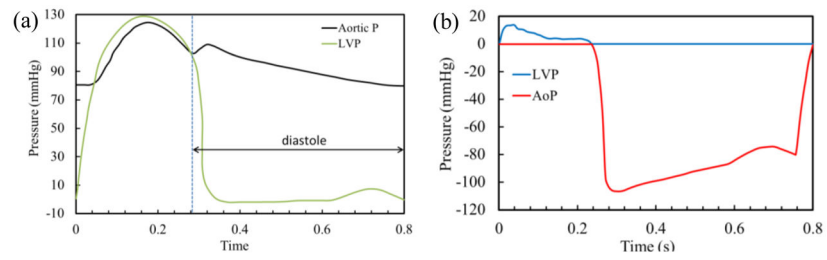 (a)
130
110
90
70
50
30
10
-10
Pressure (mmHg)
Aortic P
LVP
diastole
0
0.2
0.4
0.6
0.8
Time
(b)
20
0
-20
-40
-60
-80
-100
-120
Pressure (mmHg)
LVP
AoP
0
0.2
0.4
0.6
0.8
Time (s)